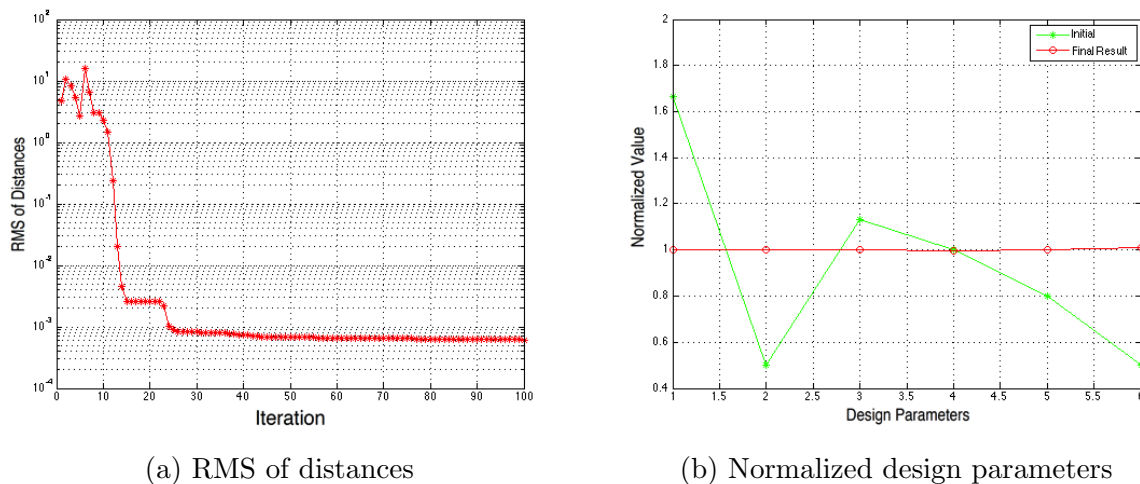 10^2
10^1
10^0
10^-1
10^-2
10^-3
10^-4
RMS of Distances
0 10 20 30 40 50 60 70 80 90 100
Iteration
(a) RMS of distances
2
1.8
1.6
1.4
1.2
1
0.8
0.6
0.4
Normalized Value
Initial
Final Result
1 1.5 2 2.5 3 3.5 4 4.5 5 5.5 6
Design Parameters
(b) Normalized design parameters